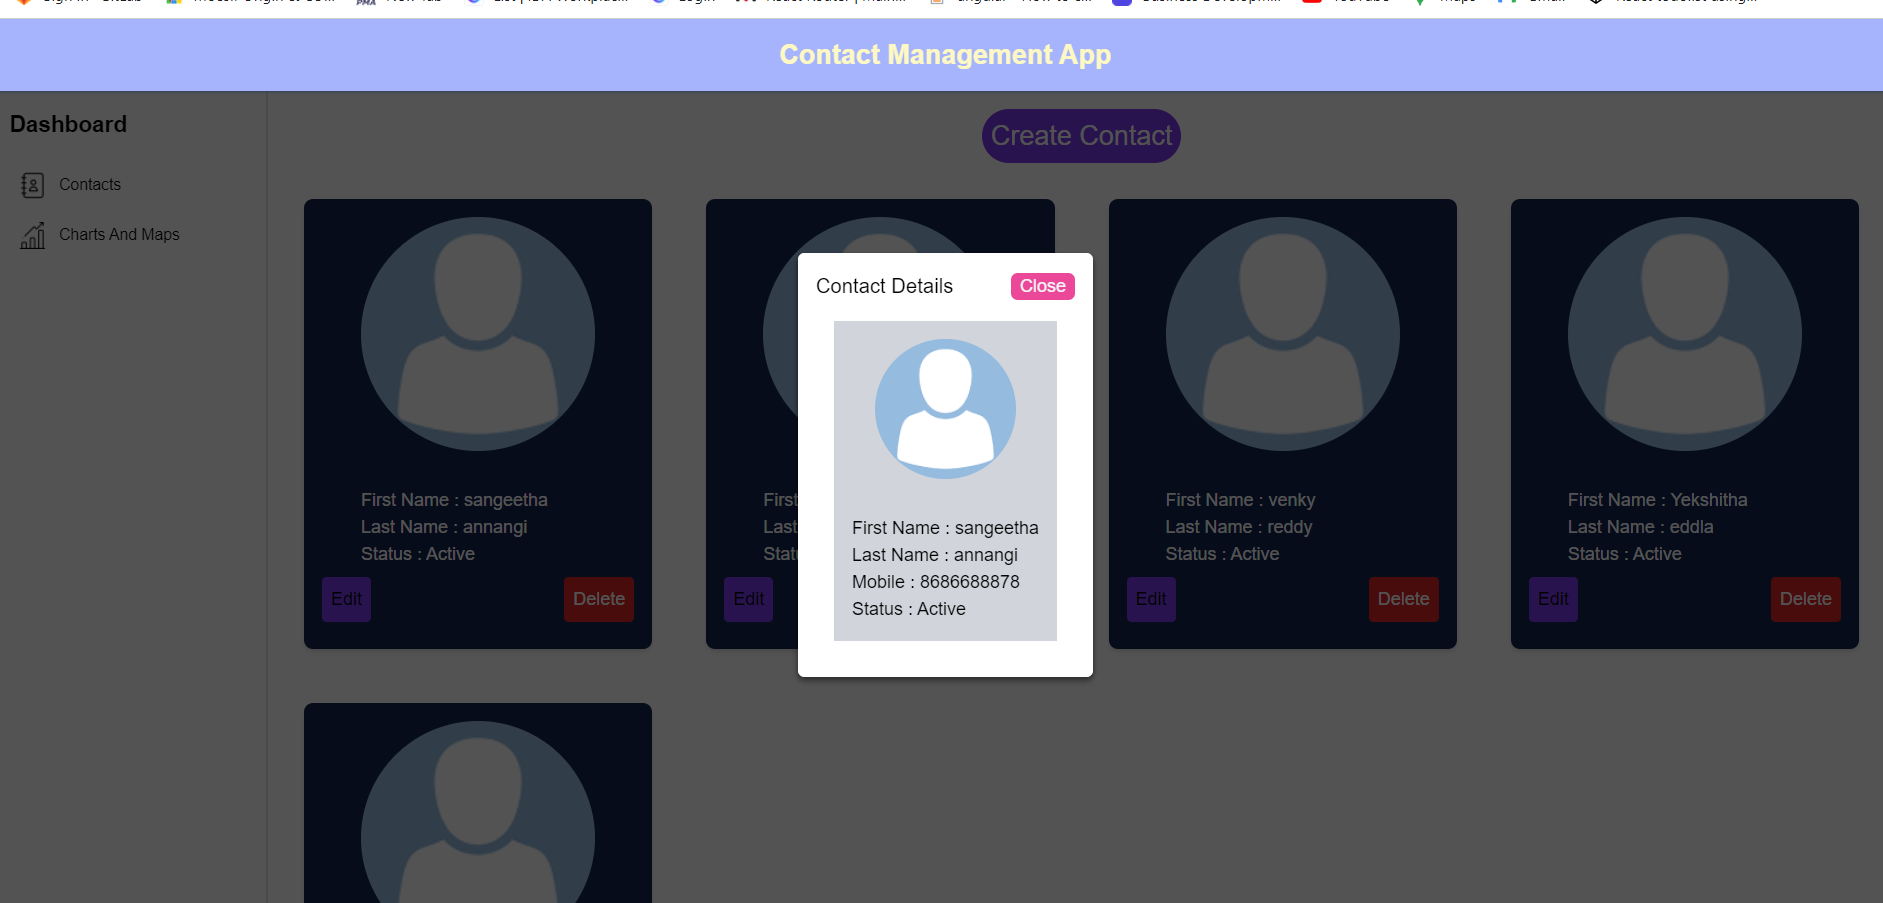 Contact Management App
Dashboard
Contacts
Charts And Maps
Create Contact
Contact Details
Close
First Name : sangeetha
Last Name : annangi
Mobile : 8686688878
Status : Active
First Name : sangeetha
Last Name : annangi
Status : Active
Edit
Delete
First
Last
Edit
First Name : venky
Last Name : reddy
Status : Active
Edit
Delete
First Name : Yekshitha
Last Name : eddla
Status : Active
Edit
Delete